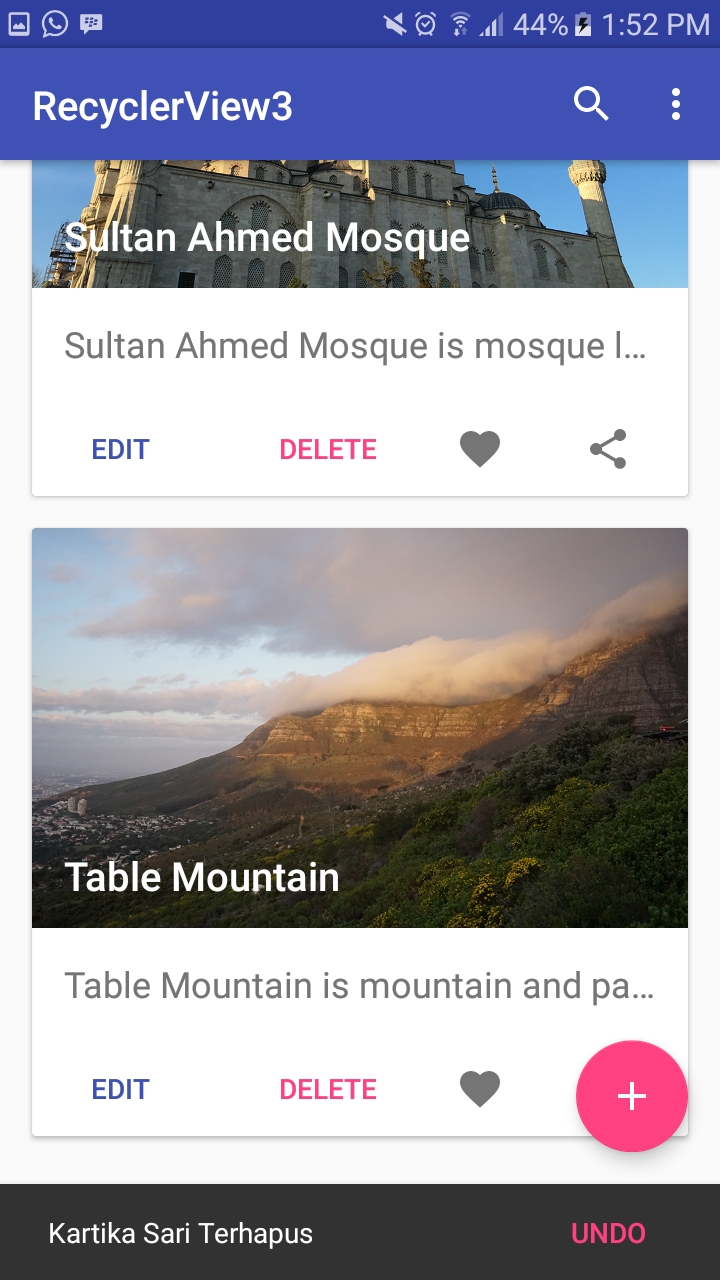 44% 1:52 PM
RecyclerView3
Sultan Ahmed Mosque
Sultan Ahmed Mosque is mosque l...
EDIT DELETE
Table Mountain
Table Mountain is mountain and pa...
EDIT DELETE
Kartika Sari Terhapus UNDO